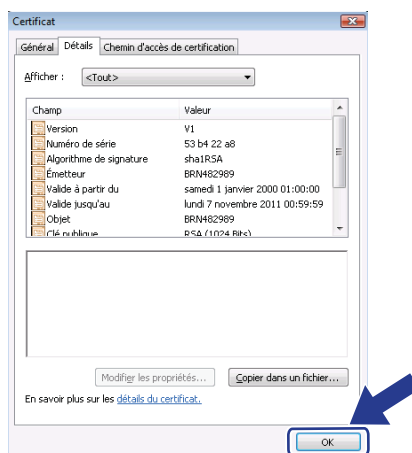 Certificat
Général Détails Chemin d'accès de certification
Afficher : <Tout>
Champ Valeur
Version V1
Numéro de série 53 b4 22 a8
Algorithme de signature sha1RSA
Émetteur BRN482989
Valide à partir du samedi 1 janvier 2000 01:00:00
Valide jusqu'au lundi 7 novembre 2011 00:59:59
Objet BRN482989
Clé publique RSA (1024 Bits)
Modifier les propriétés... Copier dans un fichier...
En savoir plus sur les détails du certificat.
OK